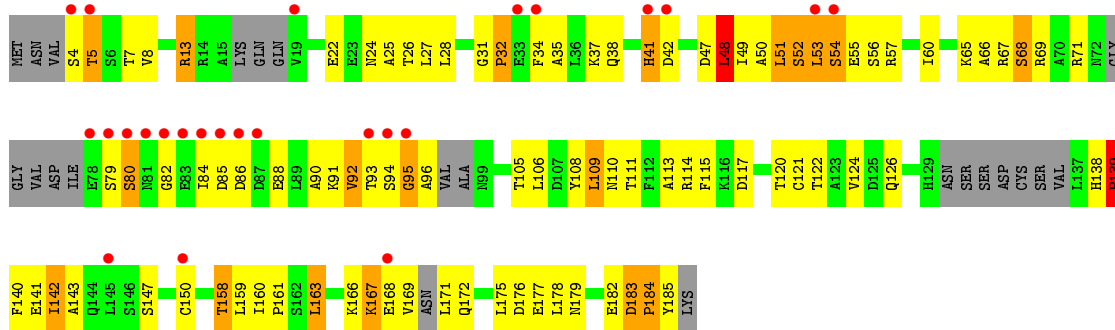 MET ASN VAL S4 T5 S6 T7 V8 R13 R14 A15 LYS GLN GLN V19 E22 E23 N24 A25 T26 L27 L28 G31 P32 E33 F34 A35 L36 K37 Q38 H41 D42 D47 L48 I49 A50 L51 S52 L53 S54 E55 S56 R57 I60 K65 A66 R67 S68 R69 A70 R71 N72 GLY
GLY VAL ASP ILE E78 S79 S80 N81 G82 E83 I84 D85 D86 D87 E88 L89 A90 K91 V92 T93 S94 G95 A96 VAL ALA N99 T105 L106 D107 Y108 L109 N110 T111 F112 A113 R114 F115 K116 D117 T120 C121 T122 A123 V124 D125 Q126 H129 ASN SER SER ASP CYS SER VAL L137 H138 R139
F140 E141 I142 A143 Q144 L145 S146 S147 C150 T158 L159 I160 P161 S162 L163 K166 K167 E168 V169 ASN L171 Q172 L175 D176 E177 L178 N179 E182 D183 P184 Y185 LYS